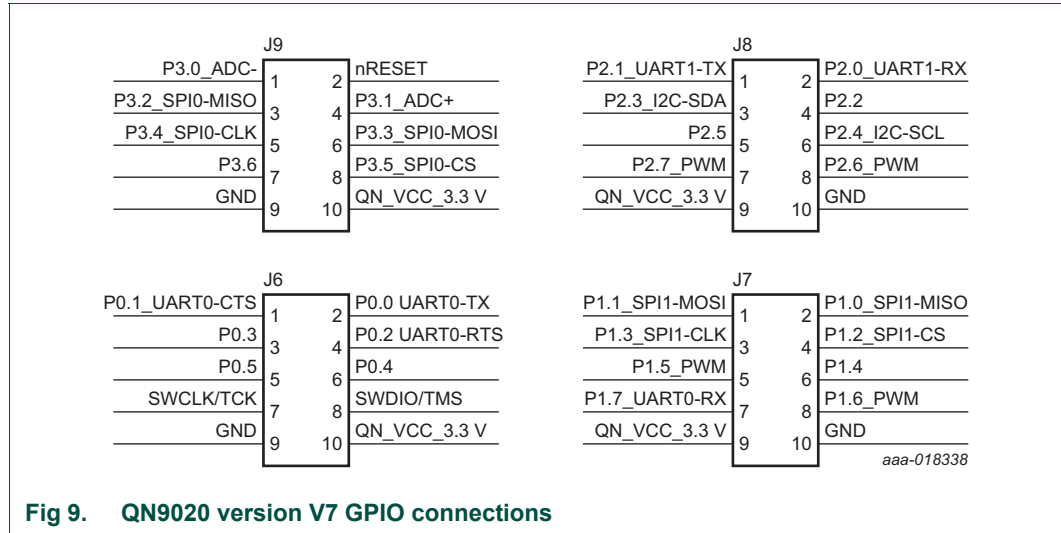 J9
P3.0_ADC- 1 2 nRESET
P3.2_SPI0-MISO 3 4 P3.1_ADC+
P3.4_SPI0-CLK 5 6 P3.3_SPI0-MOSI
P3.6 7 8 P3.5_SPI0-CS
GND 9 10 QN_VCC_3.3 V
J8
P2.1_UART1-TX 1 2 P2.0_UART1-RX
P2.3_I2C-SDA 3 4 P2.2
P2.5 5 6 P2.4_I2C-SCL
P2.7_PWM 7 8 P2.6_PWM
QN_VCC_3.3 V 9 10 GND
J6
P0.1_UART0-CTS 1 2 P0.0 UART0-TX
P0.3 3 4 P0.2 UART0-RTS
P0.5 5 6 P0.4
SWCLK/TCK 7 8 SWDIO/TMS
GND 9 10 QN_VCC_3.3 V
J7
P1.1_SPI1-MOSI 1 2 P1.0_SPI1-MISO
P1.3_SPI1-CLK 3 4 P1.2_SPI1-CS
P1.5_PWM 5 6 P1.4
P1.7_UART0-RX 7 8 P1.6_PWM
QN_VCC_3.3 V 9 10 GND
aaa-018338
Fig 9. QN9020 version V7 GPIO connections